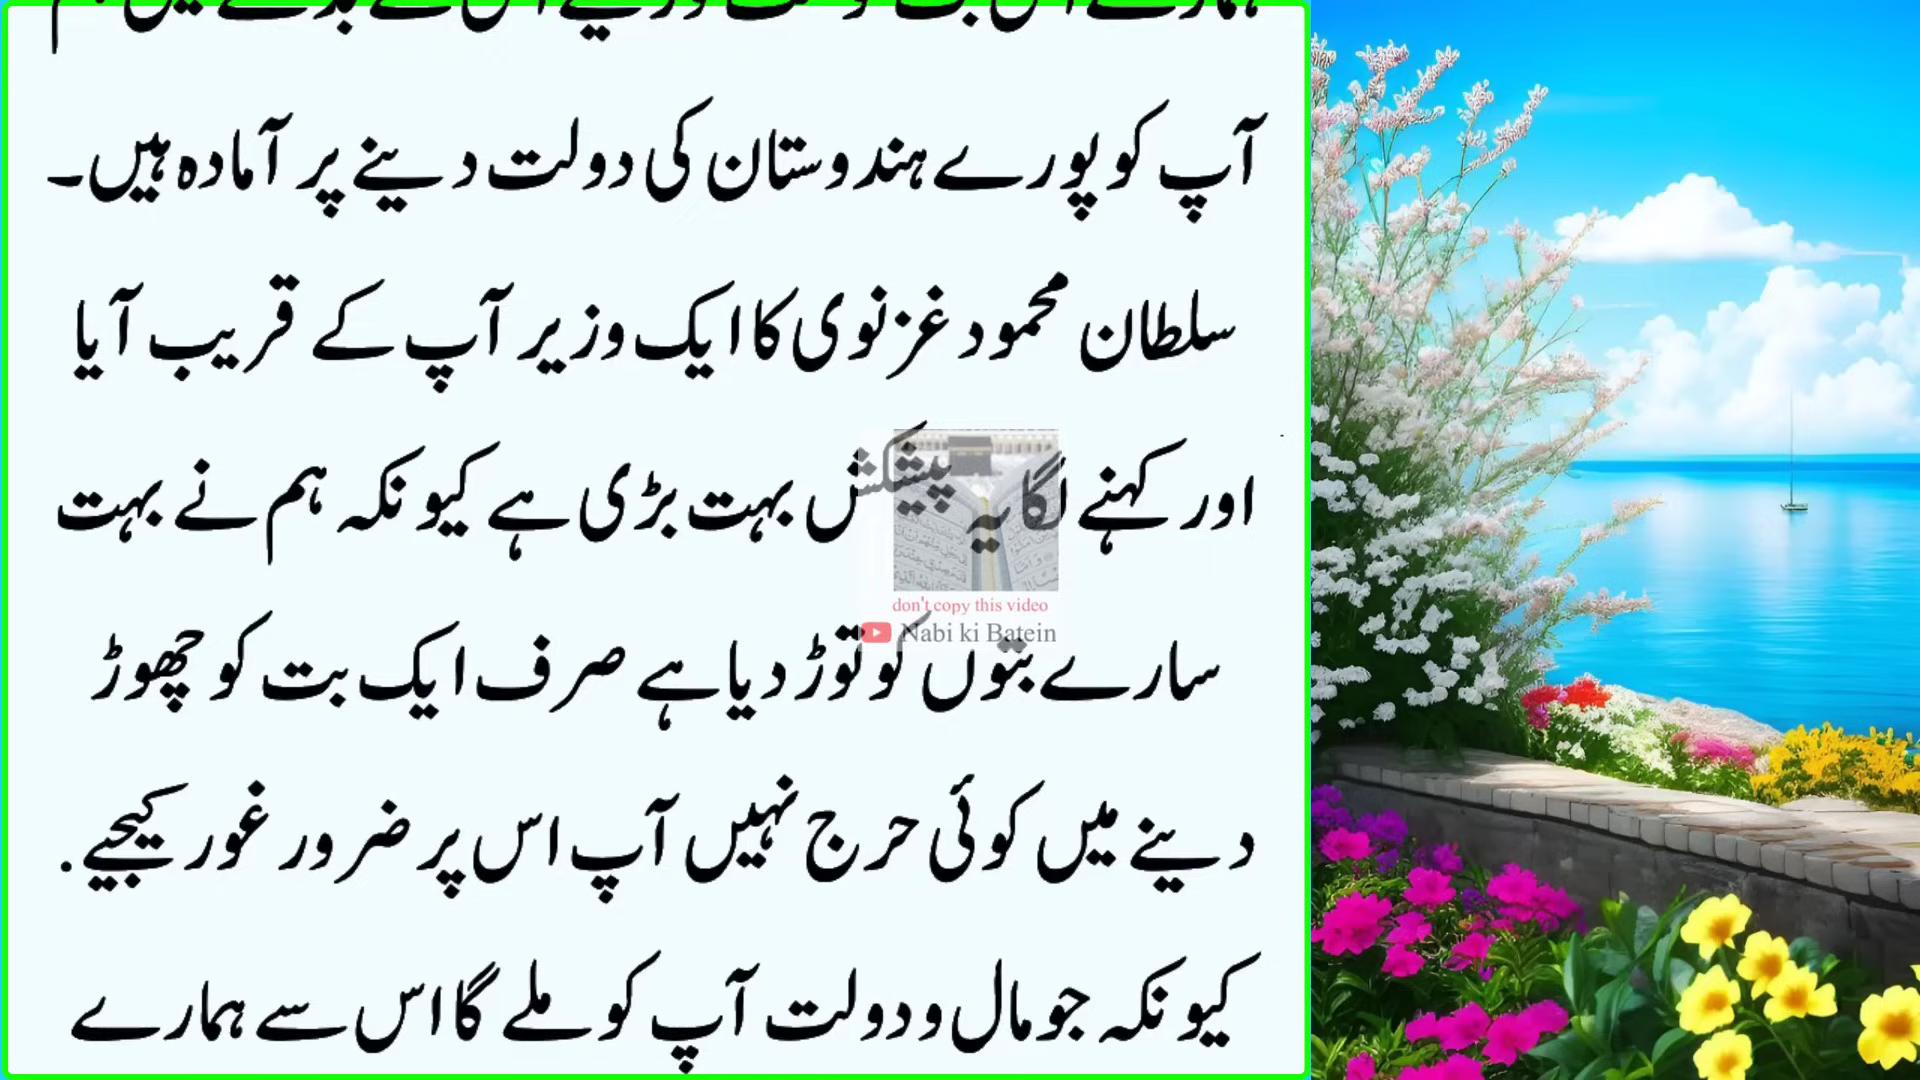 آپ کو پورے ہندوستان کی دولت دینے پر آمادہ ہیں۔
سلطان محمود غزنوی کا ایک وزیر آپ کے قریب آیا
اور کہنے لگا یہ پیشکش بہت بڑی ہے کیونکہ ہم نے بہت
don't copy this video
Nabi ki Batein
سارے بتوں کو توڑ دیا ہے صرف ایک بت کو چھوڑ
دینے میں کوئی حرج نہیں آپ اس پر ضرور غور کیجیے.
کیونکہ جو مال و دولت آپ کو ملے گا اس سے ہمارے